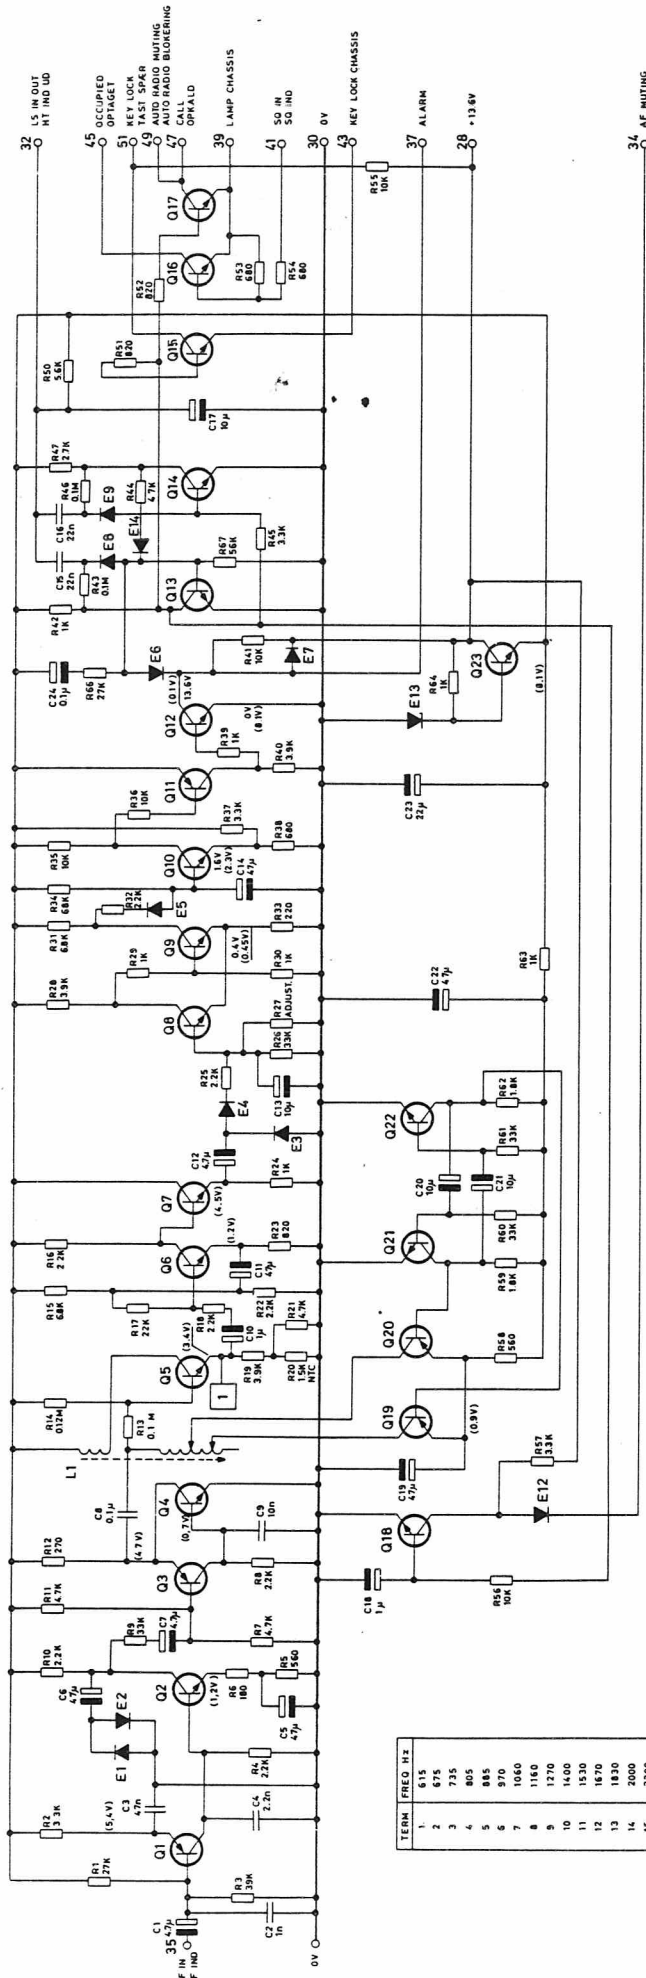 32
LS IN OUT
HT IND UD
45
OCCUPIED
OPTAGET
51
KEY LOCK
TAST SPÆR
49
AUTO RADIO MUTING
AUTO RADIO BLOKERING
47
CALL
OPKALD
39
LAMP CHASSIS
41
SQ IN
SQ IND
30
0V
43
KEY LOCK CHASSIS
37
ALARM
28
+13.6V
34
AF MUTING
R55
10K
Q17
Q16
R52
820
R53
680
R54
680
R51
820
Q15
R50
5.6K
C17
10µ
R47
2.7K
R46
0.1M
R44
4.7K
Q14
C16
22n
E9
E14
R45
3.3K
C15
22n
E8
R43
0.1M
R67
56K
Q13
R42
1K
C24
0.1µ
R66
27K
E6
R41
10K
E7
(0.1V)
13.6V
Q12
0V
(8.1V)
R39
1K
R40
3.9K
Q11
R36
10K
R37
3.3K
R35
10K
Q10
1.6V
(2.3V)
R38
680
R34
68K
R32
2.2K
E5
C14
47µ
R31
6.8K
Q9
0.4V
(0.45V)
R33
220
R29
1K
R30
1K
R28
3.9K
Q8
R27
ADJUST.
R26
33K
R25
2.2K
C13
10µ
E4
E3
C12
4.7µ
Q7
(4.5V)
R24
1K
R16
2.2K
Q6
(1.2V)
R23
820
C11
47µ
R15
68K
R17
22K
R18
2.2K
R22
2.2K
C10
1µ
R21
4.7K
(3.4V)
Q5
1
R19
3.9K
R20
1.5K
NTC
R14
0.12M
R13
0.1 M
L1
C8
0.1µ
Q4
(0,7V)
C9
10n
R12
270
(4.7V)
Q3
R8
2.2K
R11
4.7K
R9
33K
C7
4.7µ
R7
4.7K
R10
2.2K
C6
47µ
Q2
(1,2V)
R6
180
R5
560
C5
47µ
E2
E1
R4
2.2K
R2
3.3K
C3
47n
(5,4V)
Q1
C4
2.2n
R1
27K
R3
39K
C1
4.7µ
35
F IN
F IND
C2
1n
0V
E13
R64
1K
Q23
(8.1V)
C23
22µ
R63
1K
C22
47µ
Q22
R62
1.8K
R61
33K
C20
10µ
C21
10µ
Q21
R60
33K
R59
1.8K
Q20
R58
560
Q19
(0,9V)
C19
47µ
R57
3.3K
E12
Q18
C18
1µ
R56
10K
TERM FREQ Hz
1. 615
2 675
3 735
4 805
5 885
6 970
7 1060
8 1160
9 1270
10 1400
11 1530
12 1670
13 1830
14 2000